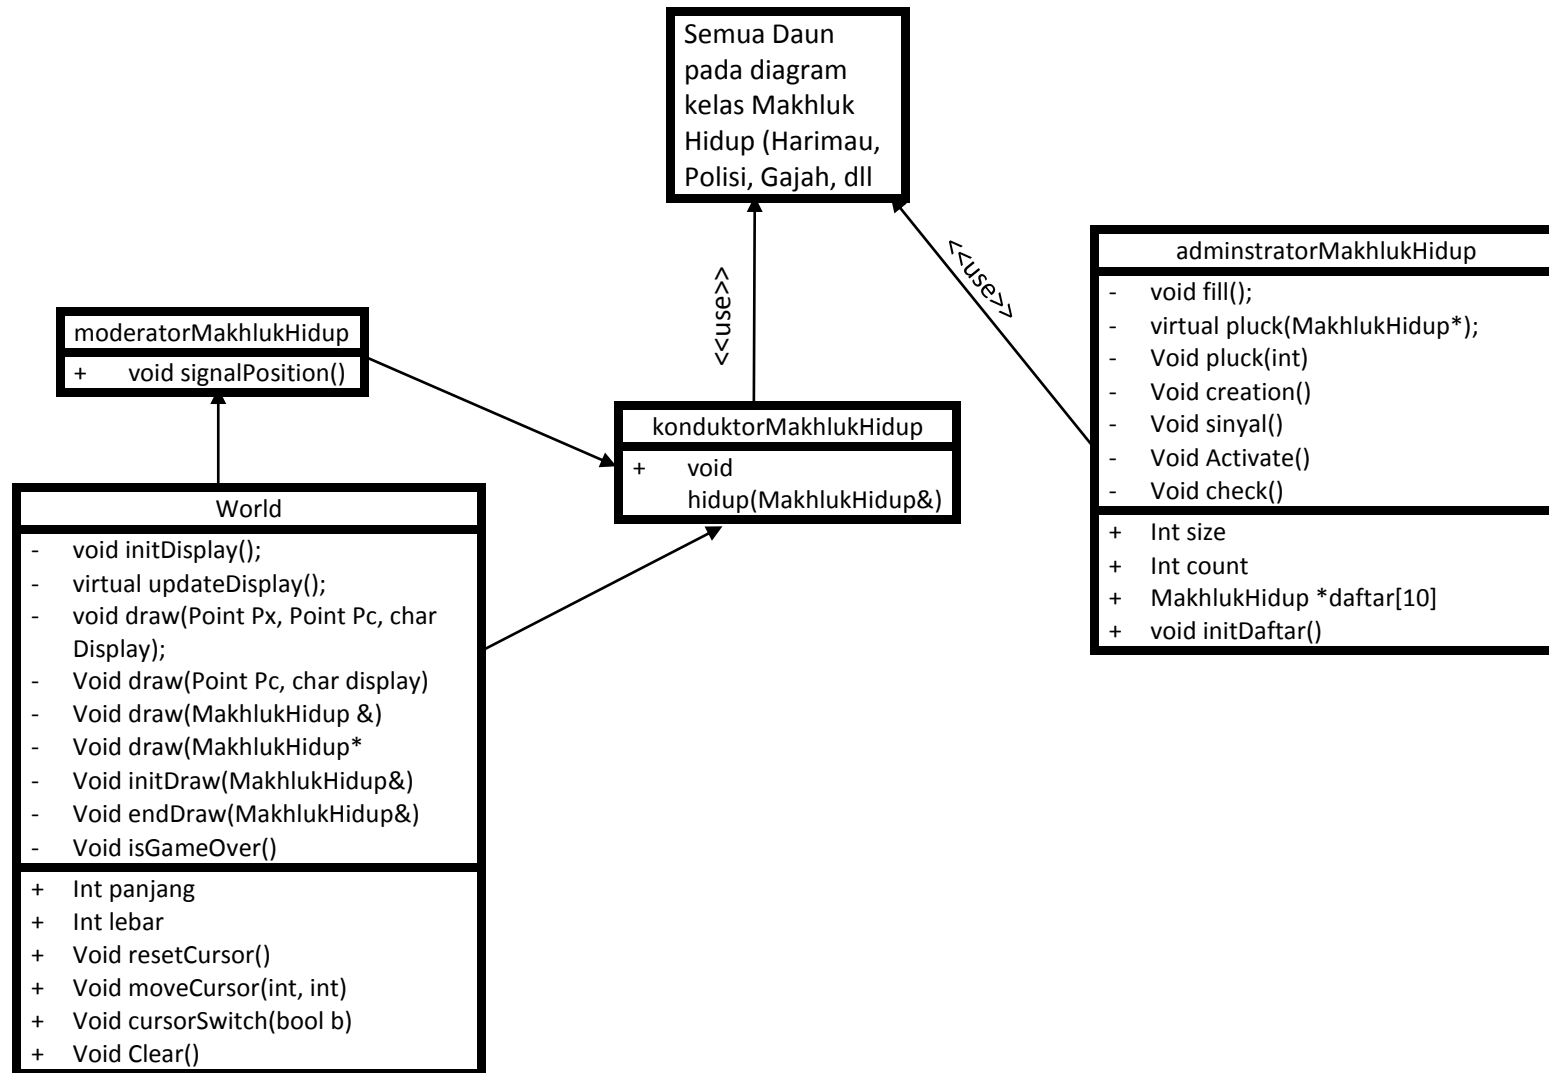 Semua Daun
pada diagram
kelas Makhluk
Hidup (Harimau,
Polisi, Gajah, dll
<<use>>
<<use>>
adminstratorMakhlukHidup
- void fill();
- virtual pluck(MakhlukHidup*);
- Void pluck(int)
- Void creation()
- Void sinyal()
- Void Activate()
- Void check()
+ Int size
+ Int count
+ MakhlukHidup *daftar[10]
+ void initDaftar()
moderatorMakhlukHidup
+ void signalPosition()
konduktorMakhlukHidup
+ void
hidup(MakhlukHidup&)
World
- void initDisplay();
- virtual updateDisplay();
- void draw(Point Px, Point Pc, char
Display);
- Void draw(Point Pc, char display)
- Void draw(MakhlukHidup &)
- Void draw(MakhlukHidup*
- Void initDraw(MakhlukHidup&)
- Void endDraw(MakhlukHidup&)
- Void isGameOver()
+ Int panjang
+ Int lebar
+ Void resetCursor()
+ Void moveCursor(int, int)
+ Void cursorSwitch(bool b)
+ Void Clear()